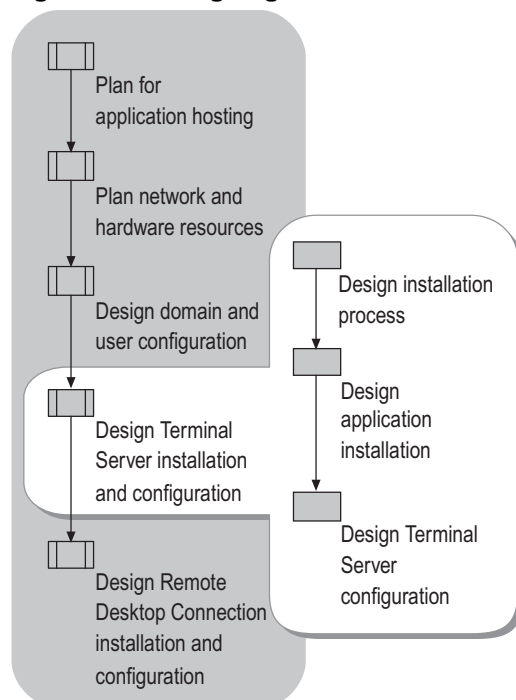 Plan for
application hosting
Plan network and
hardware resources
Design domain and
user configuration
Design Terminal
Server installation
and configuration
Design Remote
Desktop Connection
installation and
configuration
Design installation
process
Design
application
installation
Design Terminal
Server
configuration